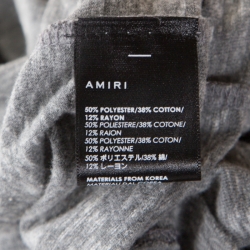 AMIRI
50% POLYESTER/38% COTTON/
12% RAYON
50% POLIESTERE/38% COTONE/
12% RAION
50% POLYESTER/38% COTTON/
12% RAYONNE
50% ポリエステル/38% 綿/
12% レーヨン
MATERIALS FROM KOREA